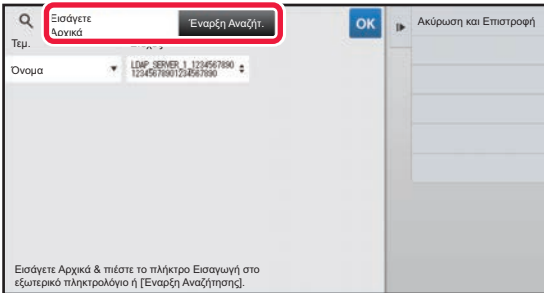 Εισάγετε
Αρχικά
Έναρξη Αναζήτ.
OK
Ακύρωση και Επιστροφή
Τεμ.
Όνομα
LDAP_SERVER_1_1234567890
12345678901234567890
Εισάγετε Αρχικά & πιέστε το πλήκτρο Εισαγωγή στο
εξωτερικό πληκτρολόγιο ή [Έναρξη Αναζήτησης].